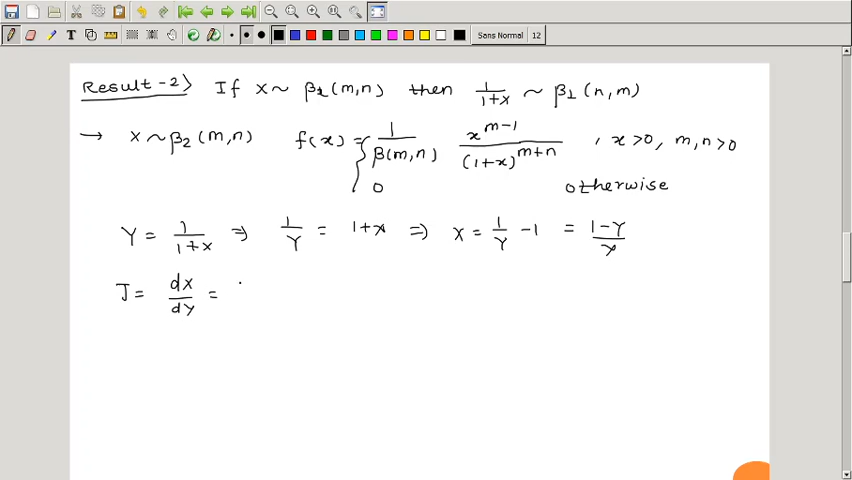 Sans Normal 12
Result-2) If X~ β₁(m,n) then 1/(1+x) ~ β₁(n,m)
→ X~β₂(m,n) f(x) = { 1/β(m,n) x^(m-1)/(1+x)^(m+n) , x>0, m,n>0
0 otherwise
Y = 1/(1+x) ⇒ 1/Y = 1+x ⇒ X = 1/Y -1 = (1-Y)/Y
J = dX/dY =